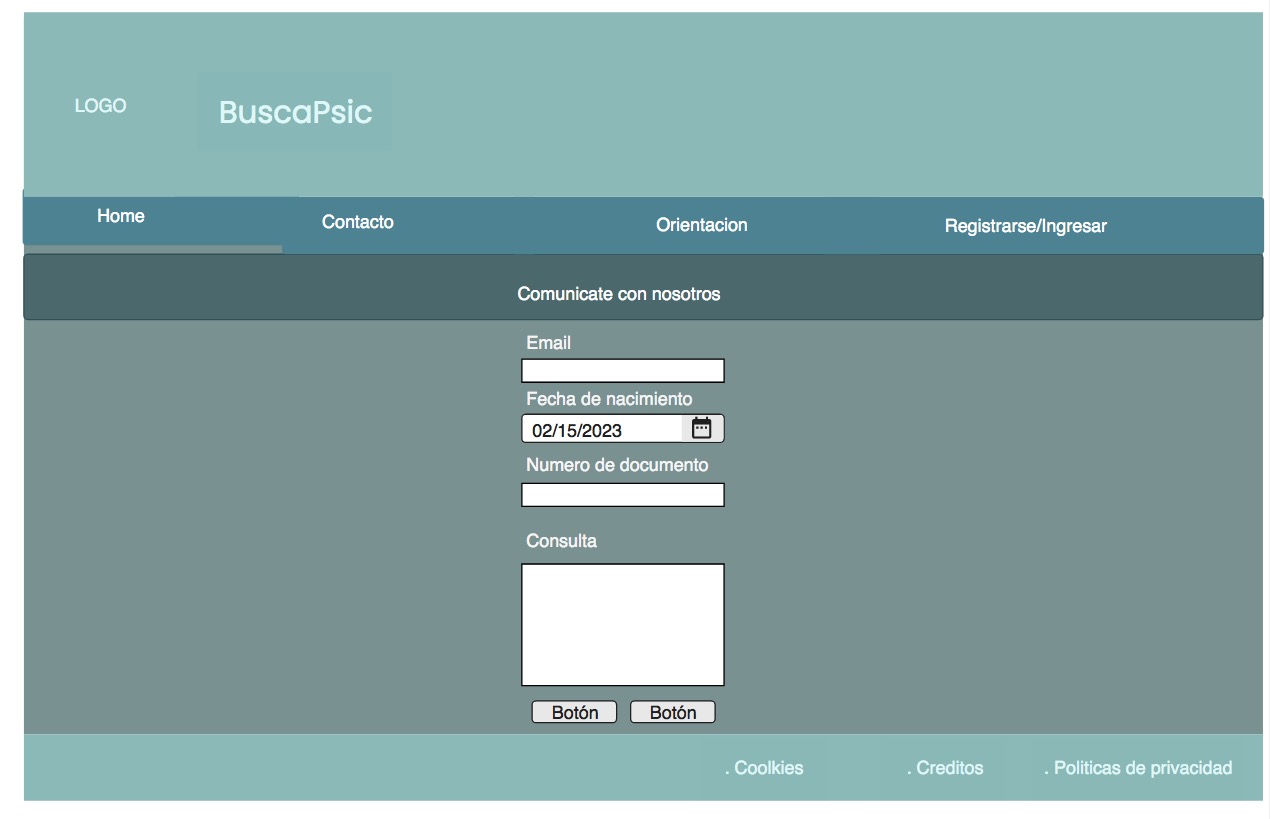 LOGO
BuscaPsic
Home
Contacto
Orientacion
Registrarse/Ingresar
Comunicate con nosotros
Email
Fecha de nacimiento
02/15/2023
Numero de documento
Consulta
Botón Botón
. Coolkies . Creditos . Politicas de privacidad